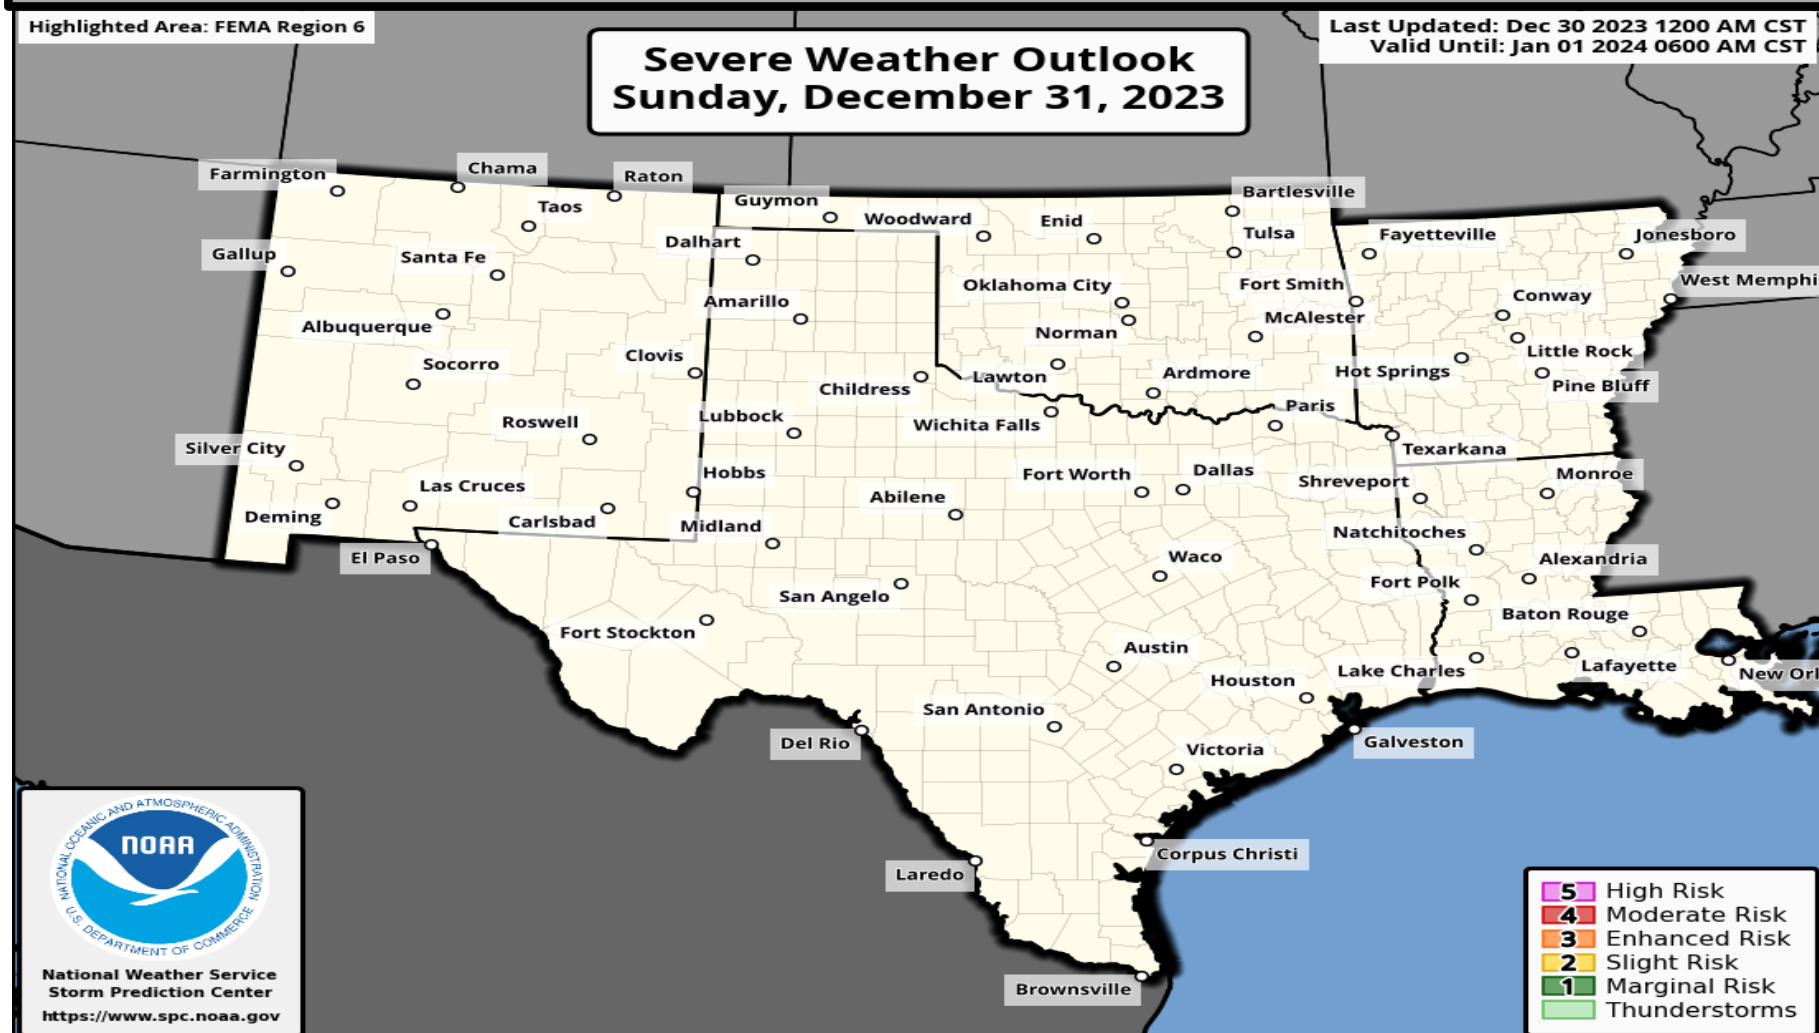 Highlighted Area: FEMA Region 6
Severe Weather Outlook
Sunday, December 31, 2023
Last Updated: Dec 30 2023 1200 AM CST
Valid Until: Jan 01 2024 0600 AM CST
Farmington
Chama
Raton
Taos
Guymon
Woodward
Enid
Bartlesville
Gallup
Santa Fe
Dalhart
Tulsa
Fayetteville
Jonesboro
Albuquerque
Amarillo
Oklahoma City
Fort Smith
Conway
West Memphi
Norman
McAlester
Socorro
Clovis
Childress
Lawton
Ardmore
Hot Springs
Little Rock
Pine Bluff
Roswell
Lubbock
Wichita Falls
Paris
Texarkana
Silver City
Las Cruces
Hobbs
Abilene
Fort Worth
Dallas
Shreveport
Monroe
Deming
Carlsbad
Midland
Natchitoches
El Paso
San Angelo
Waco
Fort Polk
Alexandria
Fort Stockton
Austin
Baton Rouge
Houston
Lake Charles
Lafayette
New Orl
San Antonio
Del Rio
Victoria
Galveston
Corpus Christi
Laredo
Brownsville
NATIONAL OCEANIC AND ATMOSPHERIC ADMINISTRATION
NOAA
U.S. DEPARTMENT OF COMMERCE
National Weather Service
Storm Prediction Center
https://www.spc.noaa.gov
5 High Risk
4 Moderate Risk
3 Enhanced Risk
2 Slight Risk
1 Marginal Risk
Thunderstorms